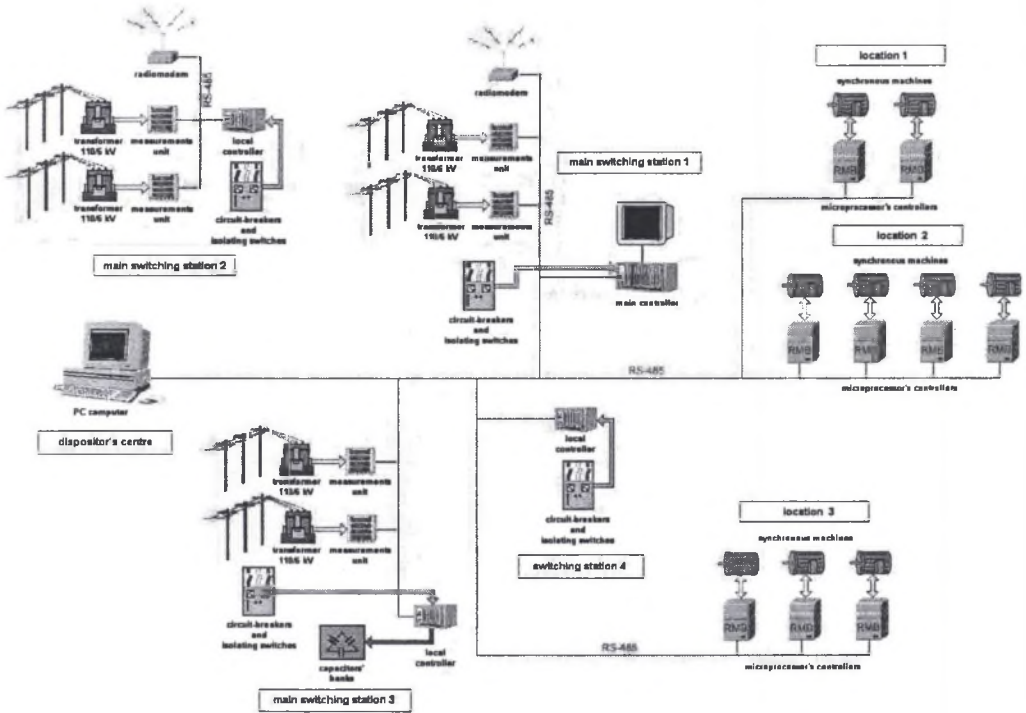 radiomodem
RS-485
transformer
110/6 kV
measurements
unit
local
controller
transformer
110/6 kV
measurements
unit
circuit-breakers
and
isolating switches
main switching station 2
radiomodem
transformer
110/6 kV
measurements
unit
main switching station 1
transformer
110/6 kV
measurements
unit
RS-485
circuit-breakers
and
isolating switches
main controller
location 1
synchronous machines
RMB
RMB
microprocessor's controllers
location 2
synchronous machines
RMB
RMB
RMB
RMB
microprocessor's controllers
RS-485
PC computer
dispositor's centre
transformer
110/6 kV
measurements
unit
transformer
110/6 kV
measurements
unit
circuit-breakers
and
isolating switches
capacitors'
banks
local
controller
main switching station 3
local
controller
circuit-breakers
and
isolating switches
switching station 4
location 3
synchronous machines
RMB
RMB
RMB
microprocessor's controllers
RS-485